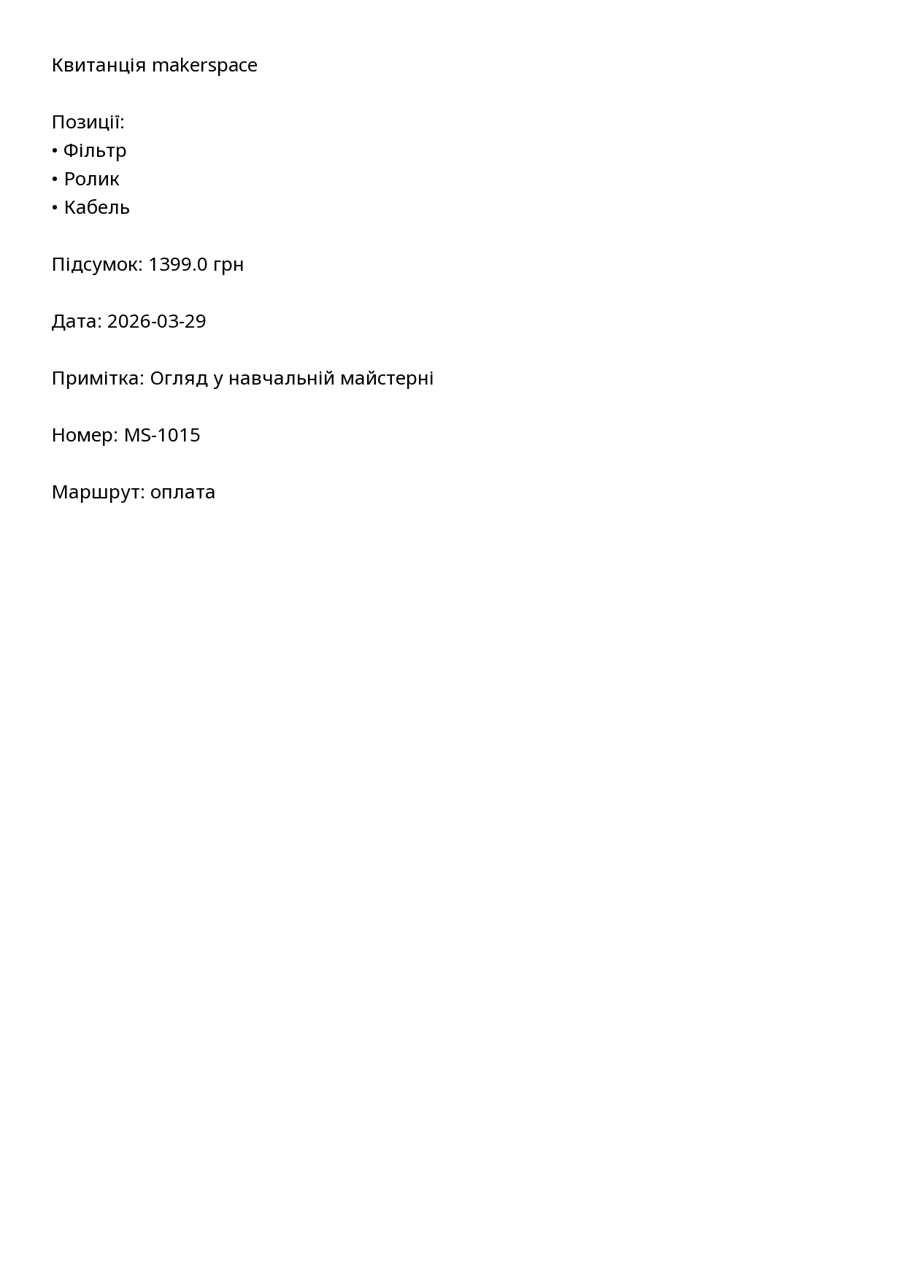 Квитанція makerspace
Позиції:
• Фільтр
• Ролик
• Кабель
Підсумок: 1399.0 грн
Дата: 2026-03-29
Примітка: Огляд у навчальній майстерні
Номер: MS-1015
Маршрут: оплата